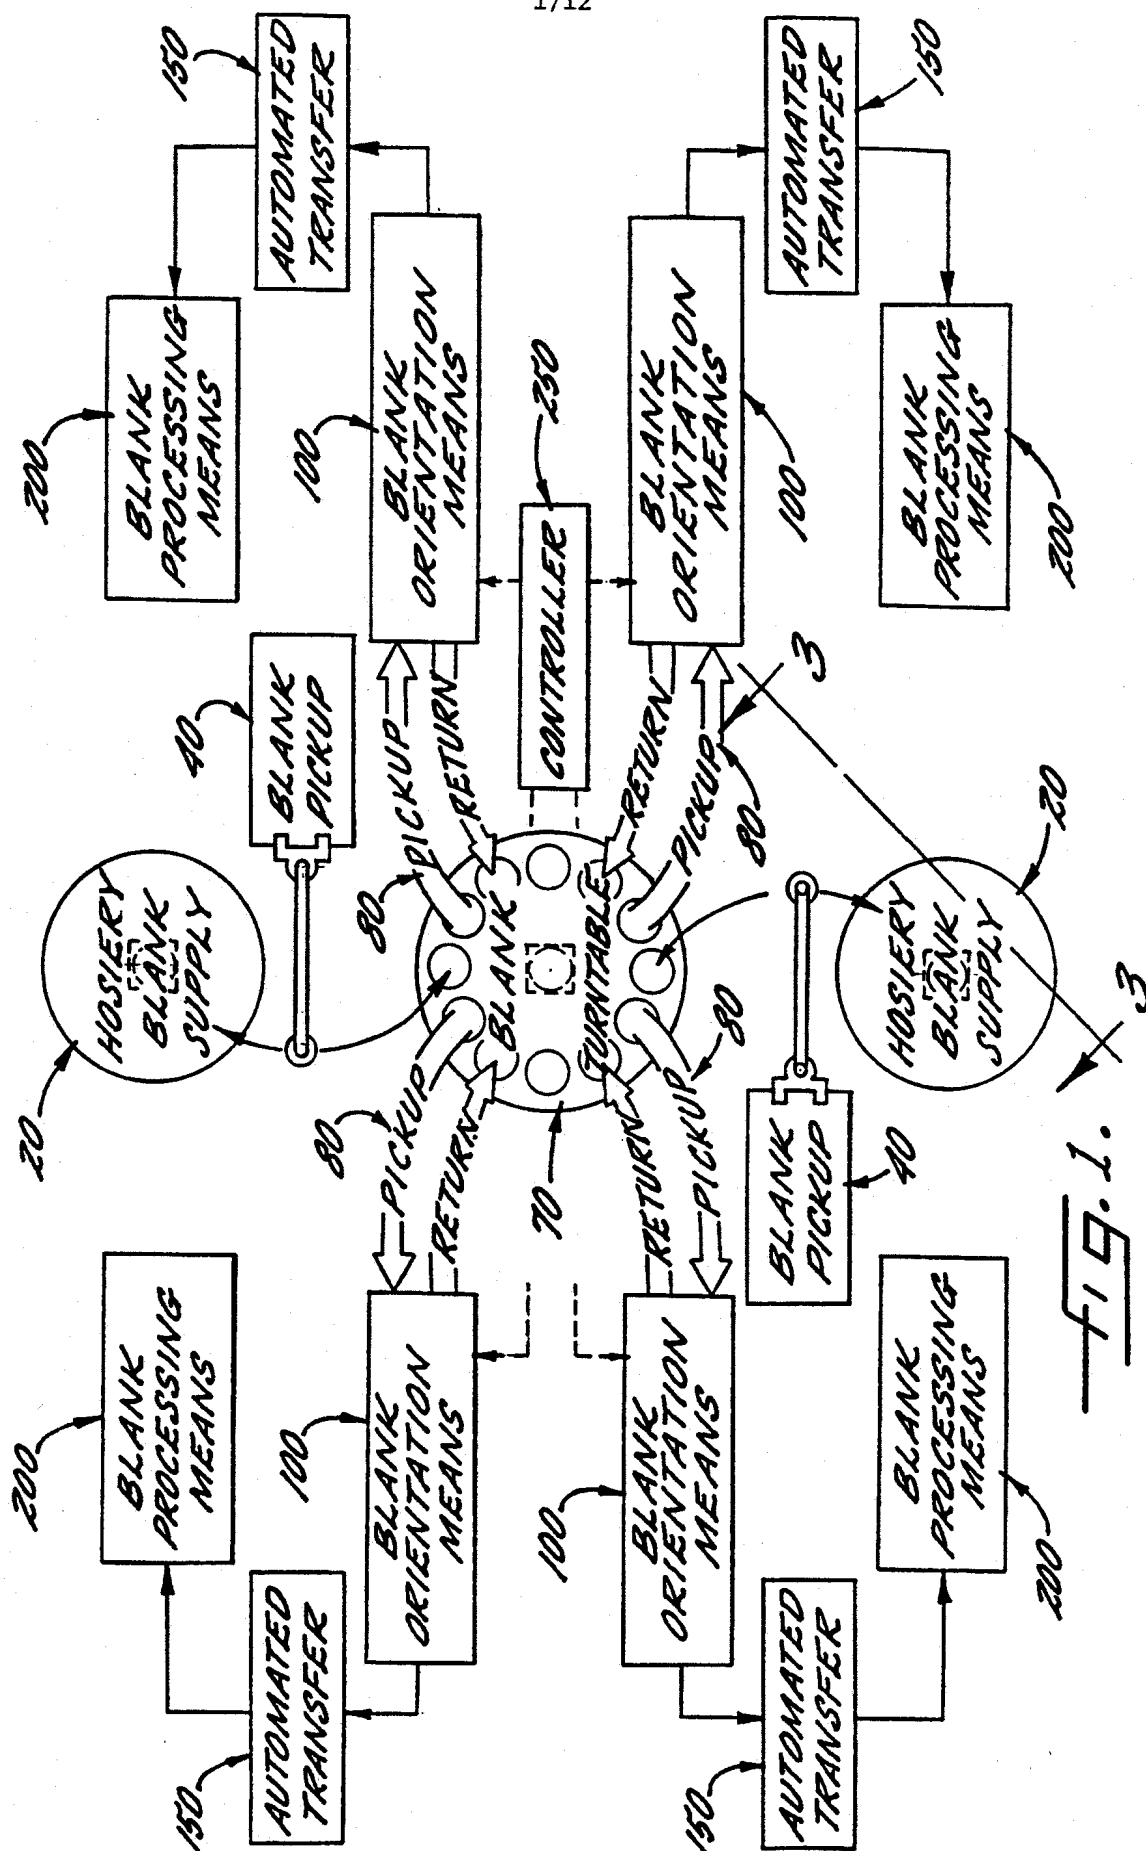 1/12
150
AUTOMATED
TRANSFER
200
BLANK
PROCESSING
MEANS
100
BLANK
ORIENTATION
MEANS
40
BLANK
PICKUP
20
HOSIERY
BLANK
SUPPLY
80
PICKUP
RETURN
CONTROLLER
250
150
AUTOMATED
TRANSFER
200
BLANK
PROCESSING
MEANS
100
BLANK
ORIENTATION
MEANS
RETURN
PICKUP
80
3
BLANK
TURNTABLE
70
80
PICKUP
RETURN
200
BLANK
PROCESSING
MEANS
100
BLANK
ORIENTATION
MEANS
150
AUTOMATED
TRANSFER
RETURN
PICKUP
80
20
HOSIERY
BLANK
SUPPLY
3
BLANK
PICKUP
40
100
BLANK
ORIENTATION
MEANS
200
BLANK
PROCESSING
MEANS
150
AUTOMATED
TRANSFER
Fig. 1.